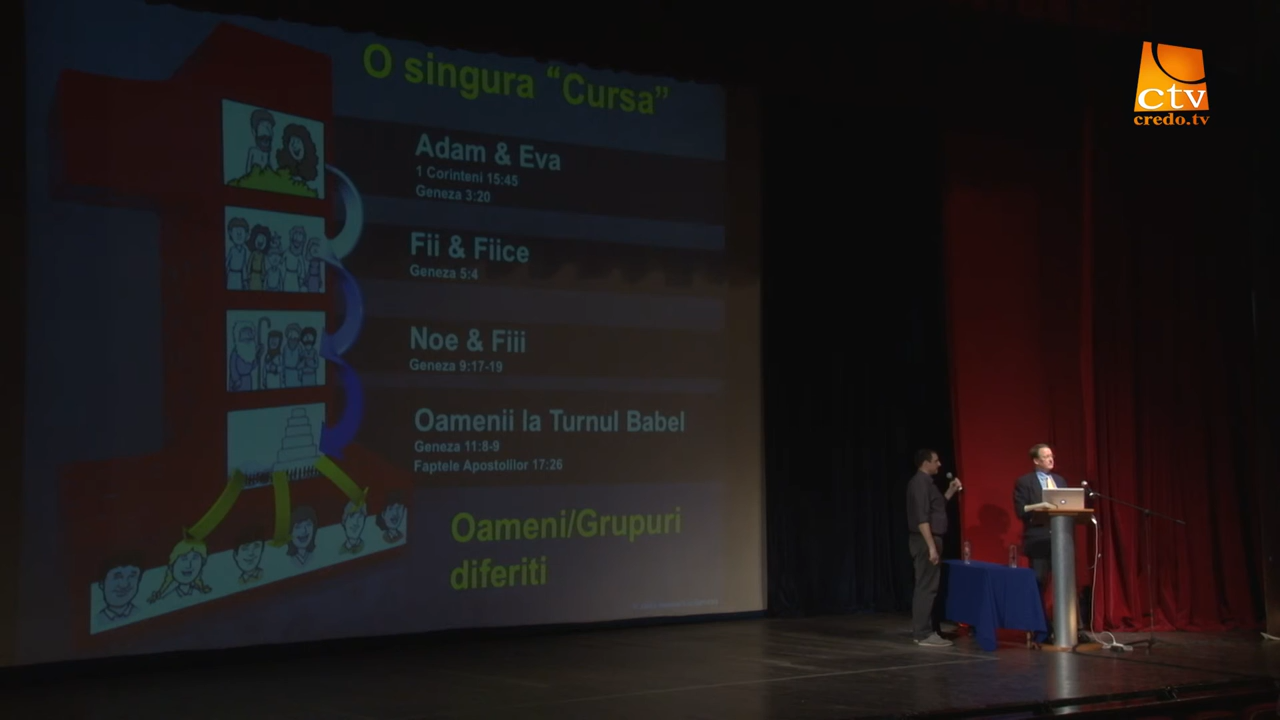 O singura “Cursa”
Adam & Eva
1 Corinteni 15:45
Geneza 3:20
Fii & Fiice
Geneza 5:4
Noe & Fiii
Geneza 9:17-19
Oamenii la Turnul Babel
Geneza 11:8-9
Faptele Apostolilor 17:26
Oameni/Grupuri
diferiti
ctv
credo.tv